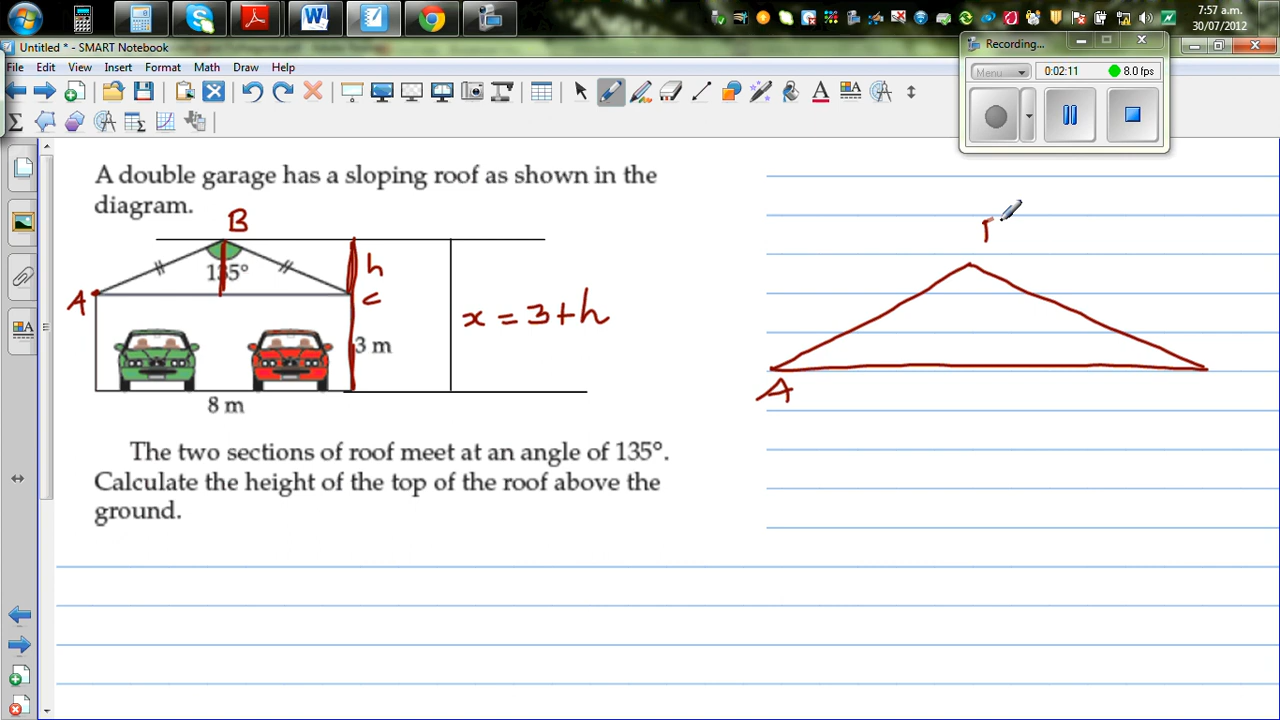 7:57 a.m.
30/07/2012
Untitled * - SMART Notebook
File Edit View Insert Format Math Draw Help
Recording...
Menu
0:02:11
8.0 fps
A double garage has a sloping roof as shown in the
diagram.
B
135°
h
A
C
x = 3 + h
3 m
8 m
A
The two sections of roof meet at an angle of 135°.
Calculate the height of the top of the roof above the
ground.